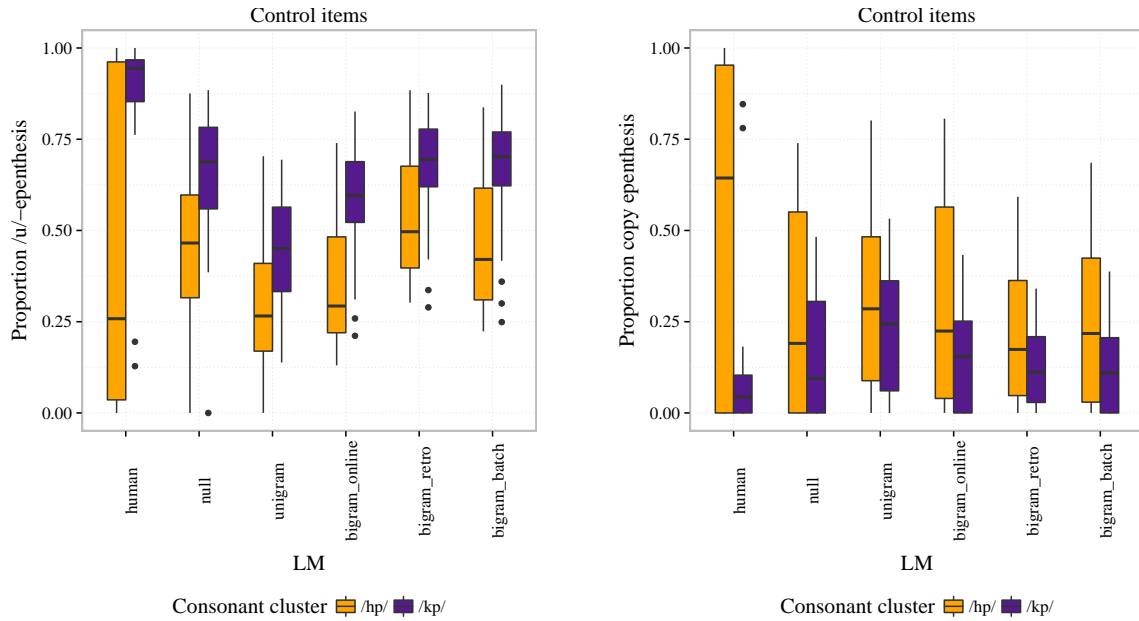 Control items
Proportion /u/−epenthesis
1.00
0.75
0.50
0.25
0.00
human
null
unigram
bigram_online
bigram_retro
bigram_batch
LM
Consonant cluster /hp/ /kp/
Control items
Proportion copy epenthesis
1.00
0.75
0.50
0.25
0.00
human
null
unigram
bigram_online
bigram_retro
bigram_batch
LM
Consonant cluster /hp/ /kp/